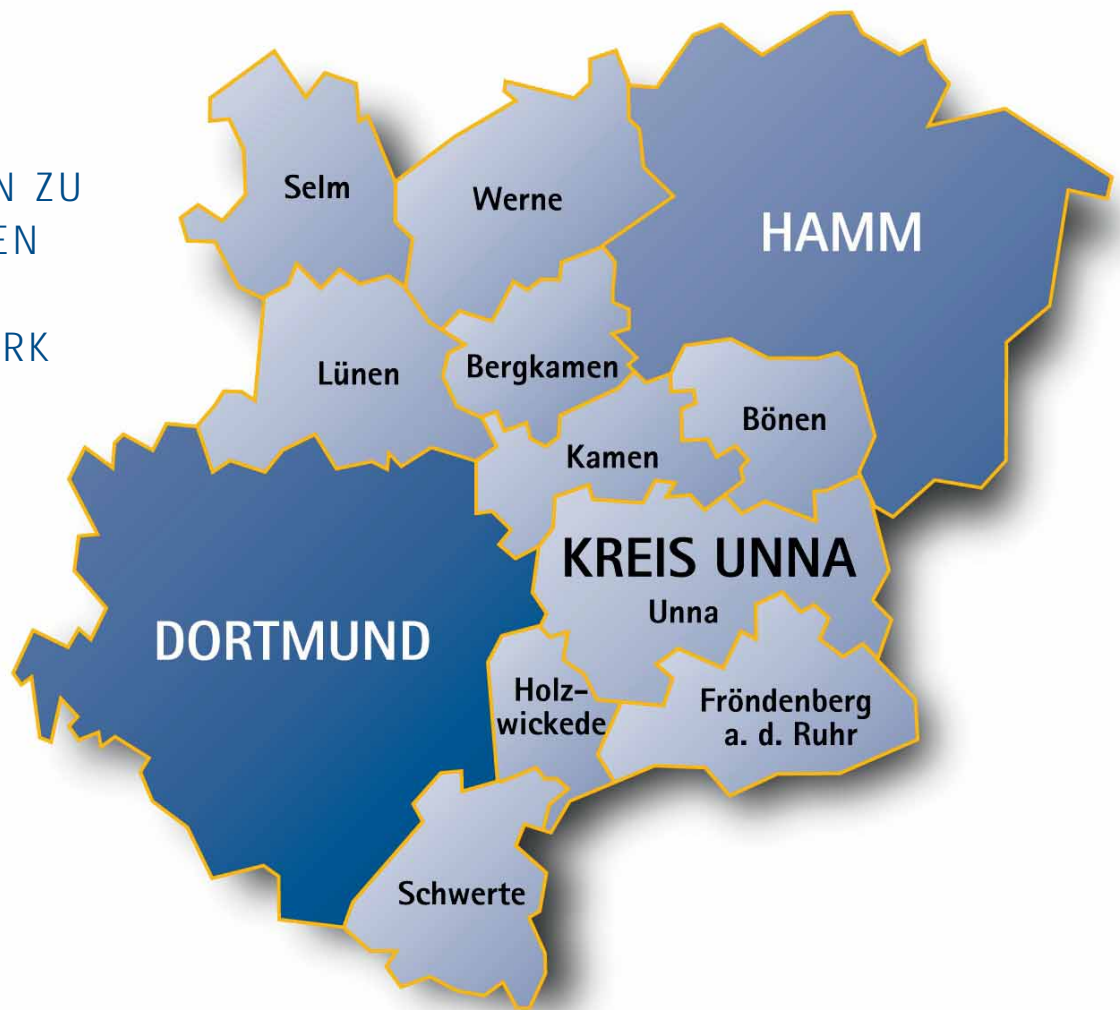 N ZU
EN
RK
Selm
Werne
HAMM
Lünen
Bergkamen
Bönen
Kamen
KREIS UNNA
Unna
DORTMUND
Holz-
wickede
Fröndenberg
a. d. Ruhr
Schwerte